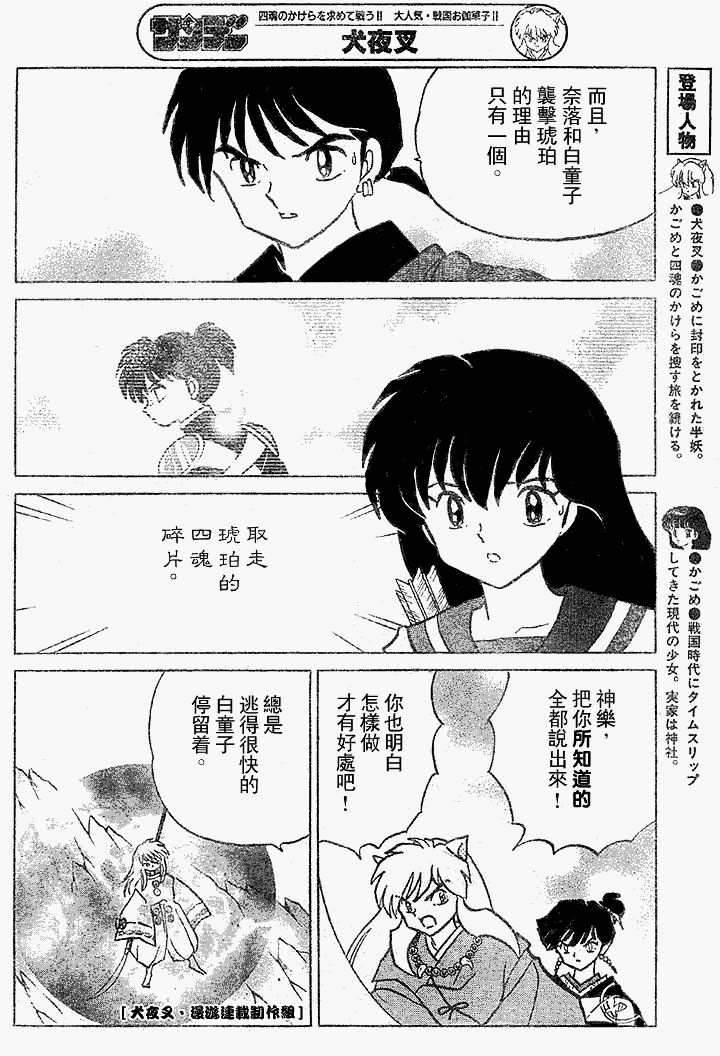 サンデー
四魂のかけらを求めて戦う!! 大人気・戦国お伽草子!!
犬夜叉
登場人物
●犬夜叉●かごめに封印をとかれた半妖。
かごめと四魂のかけらを捜す旅を続ける。
●かごめ●戦国時代にタイムスリップ
してきた現代の少女。実家は神社。
而且，
奈落和白童子
襲擊琥珀
的理由
只有一個。
取走
琥珀的
四魂
碎片。
神樂，
把你所知道的
全都說出來！
你也明白
怎樣做
才有好處吧！
總是
逃得很快的
白童子
停留着。
[犬夜叉・漫游連載制作組]